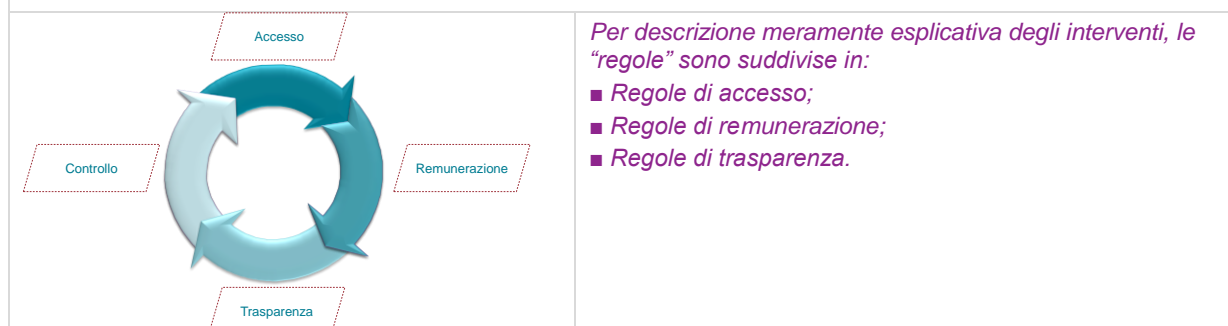 Accesso
Controllo
Remunerazione
Trasparenza
Per descrizione meramente esplicativa degli interventi, le
“regole” sono suddivise in:
■ Regole di accesso;
■ Regole di remunerazione;
■ Regole di trasparenza.